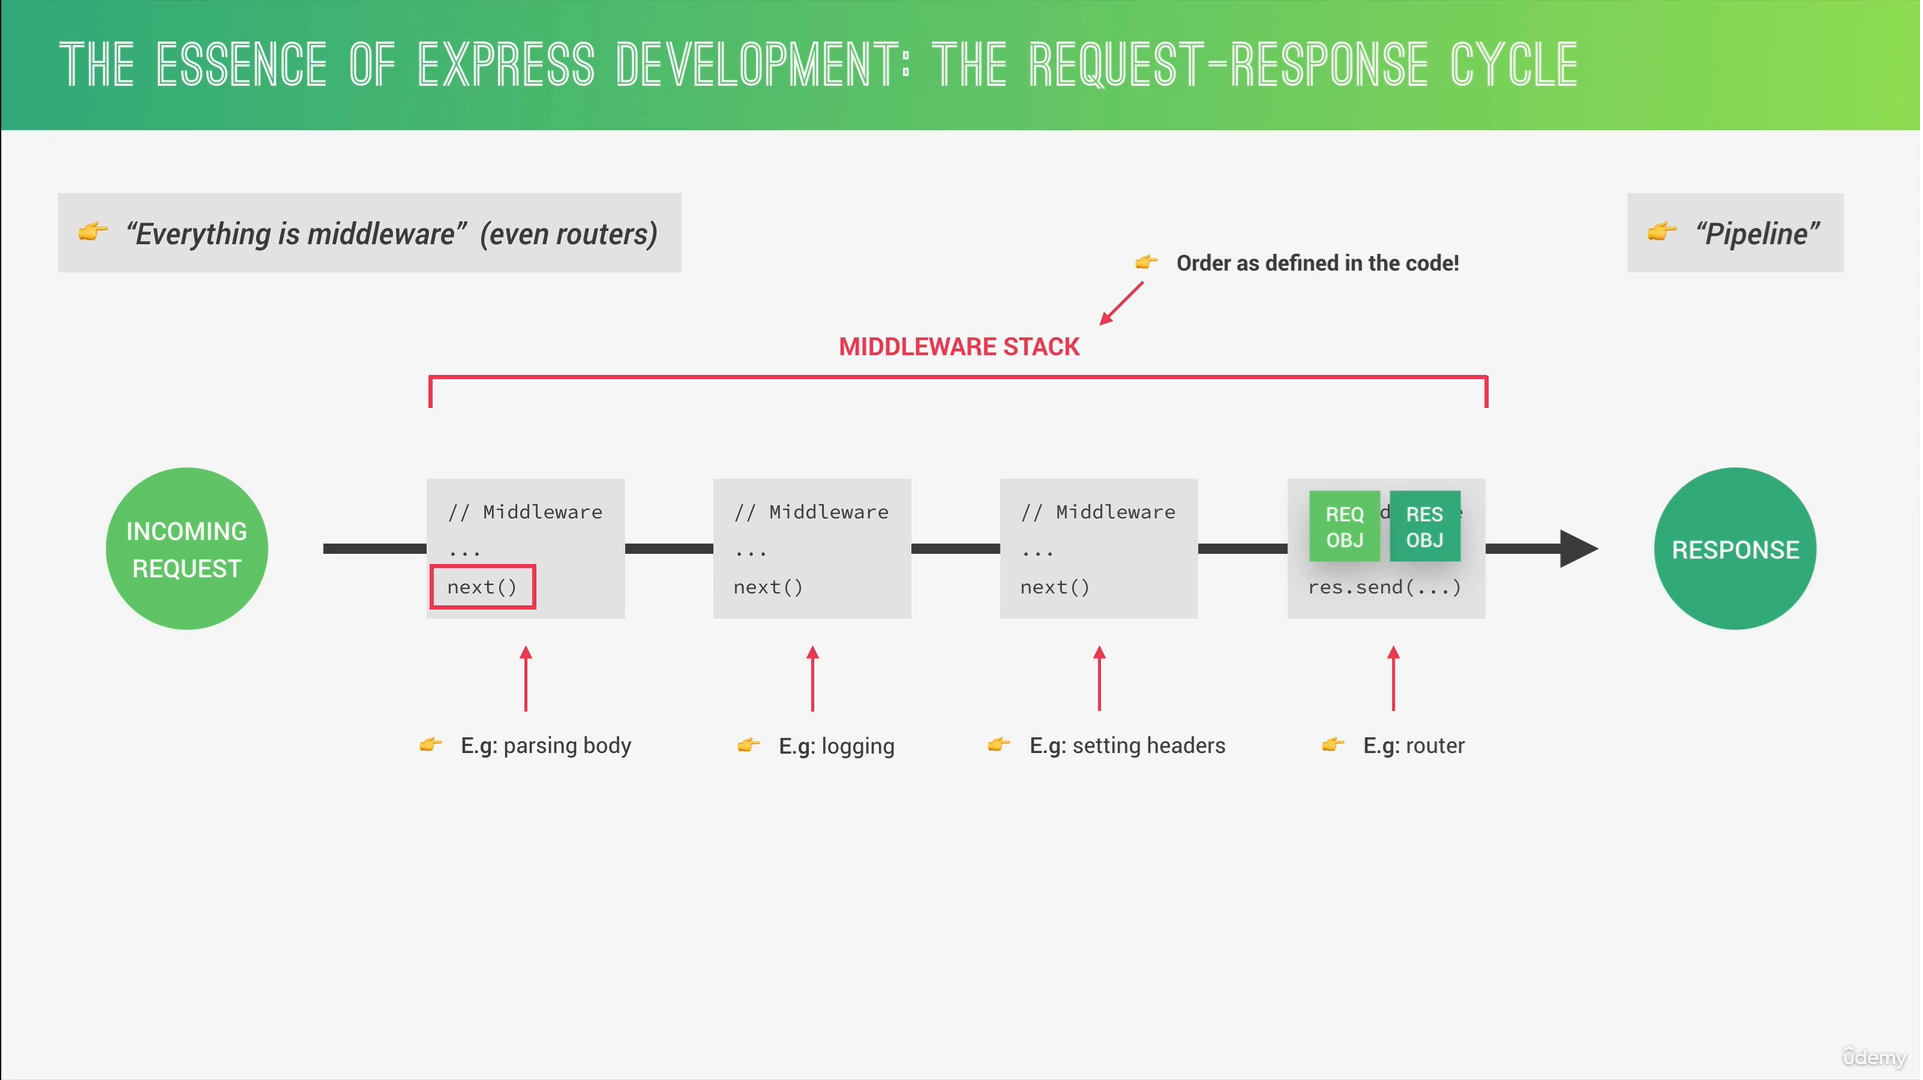 THE ESSENCE OF EXPRESS DEVELOPMENT: THE REQUEST-RESPONSE CYCLE
👉 “Everything is middleware” (even routers)
👉 “Pipeline”
👉 Order as defined in the code!
MIDDLEWARE STACK
INCOMING
REQUEST
// Middleware
...
next()
// Middleware
...
next()
// Middleware
...
next()
REQ
OBJ
RES
OBJ
res.send(...)
RESPONSE
👉 E.g: parsing body
👉 E.g: logging
👉 E.g: setting headers
👉 E.g: router
ûdemy